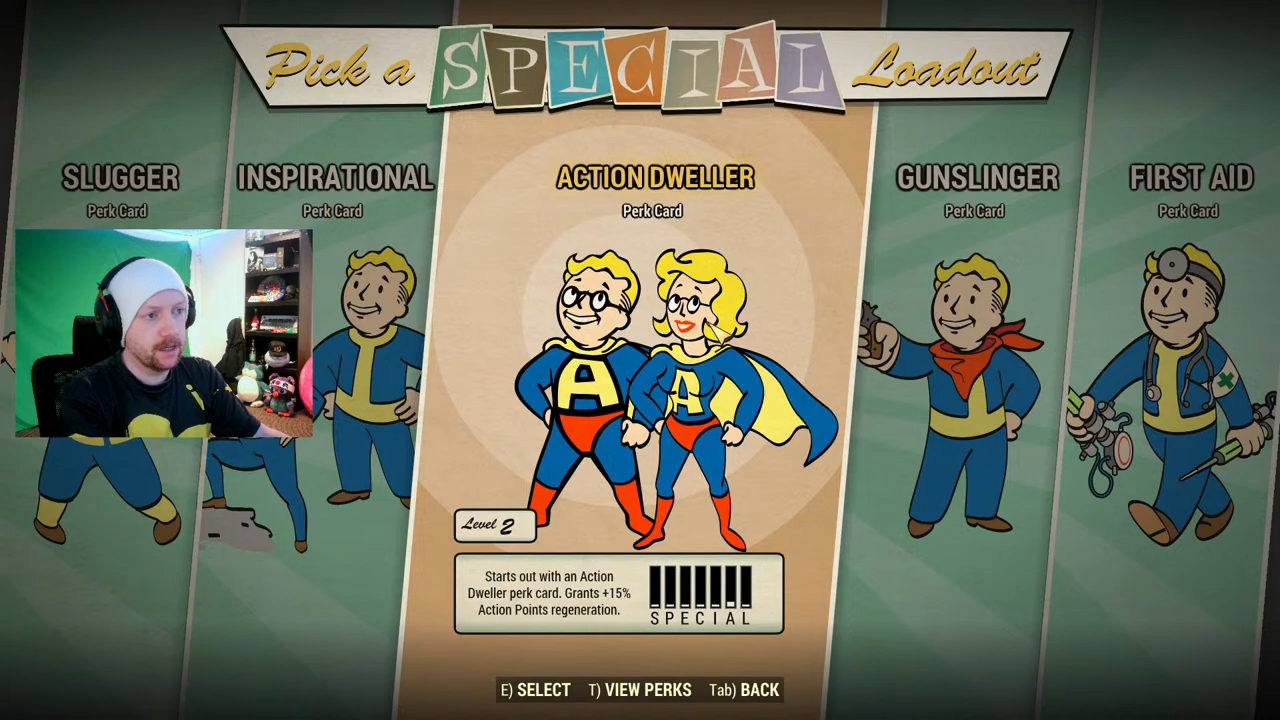 Pick a SPECIAL Loadout
SLUGGER
Perk Card
INSPIRATIONAL
Perk Card
ACTION DWELLER
Perk Card
GUNSLINGER
Perk Card
FIRST AID
Perk Card
A
A
Level 2
Starts out with an Action
Dweller perk card. Grants +15%
Action Points regeneration.
SPECIAL
E) SELECT T) VIEW PERKS Tab) BACK